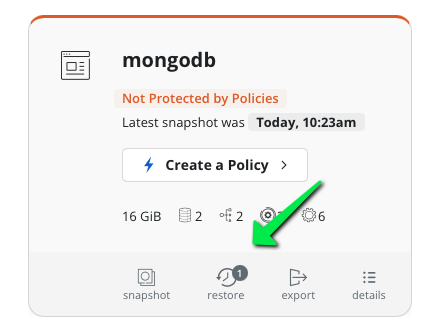 mongodb
Not Protected by Policies
Latest snapshot was Today, 10:23am
Create a Policy
16 GiB 2 2 6
1
snapshot restore export details